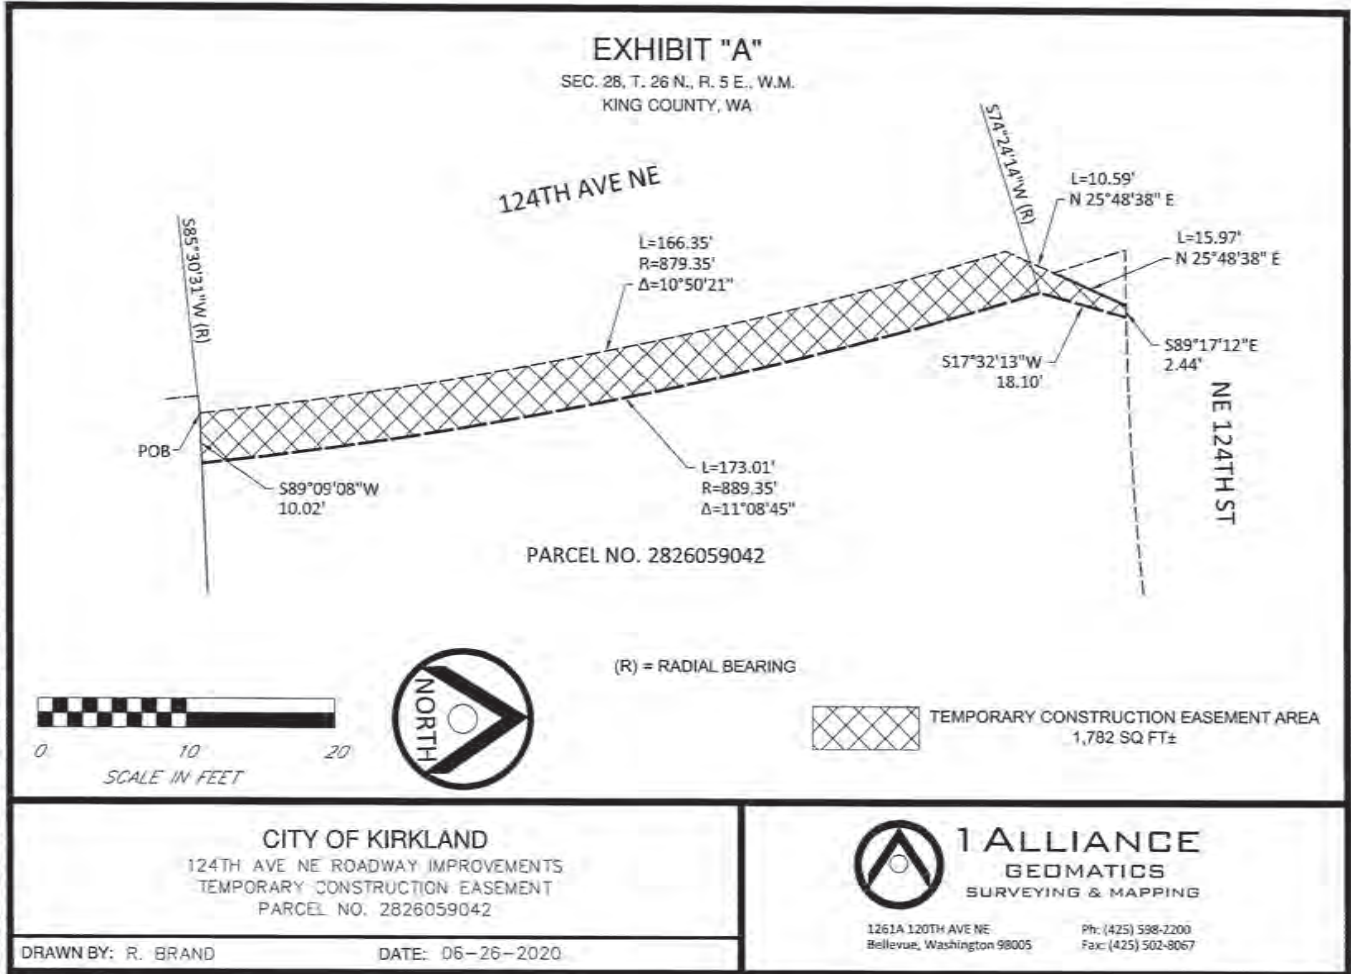 EXHIBIT "A"
SEC. 28, T. 26 N., R. 5 E., W.M.
KING COUNTY, WA
124TH AVE NE
S85°30'31"W (R)
S74°24'14"W (R)
L=10.59'
N 25°48'38" E
L=15.97'
N 25°48'38" E
L=166.35'
R=879.35'
Δ=10°50'21"
S89°17'12"E
2.44'
S17°32'13"W
18.10'
NE 124TH ST
POB
S89°09'08"W
10.02'
L=173.01'
R=889.35'
Δ=11°08'45"
PARCEL NO. 2826059042
(R) = RADIAL BEARING
NORTH
0 10 20
SCALE IN FEET
TEMPORARY CONSTRUCTION EASEMENT AREA
1,782 SQ FT±
CITY OF KIRKLAND
124TH AVE NE ROADWAY IMPROVEMENTS
TEMPORARY CONSTRUCTION EASEMENT
PARCEL NO. 2826059042
DRAWN BY: R. BRAND DATE: 06-26-2020
1 ALLIANCE
GEOMATICS
SURVEYING & MAPPING
1261A 120TH AVE NE Ph: (425) 598-2200
Bellevue, Washington 98005 Fax: (425) 502-8067